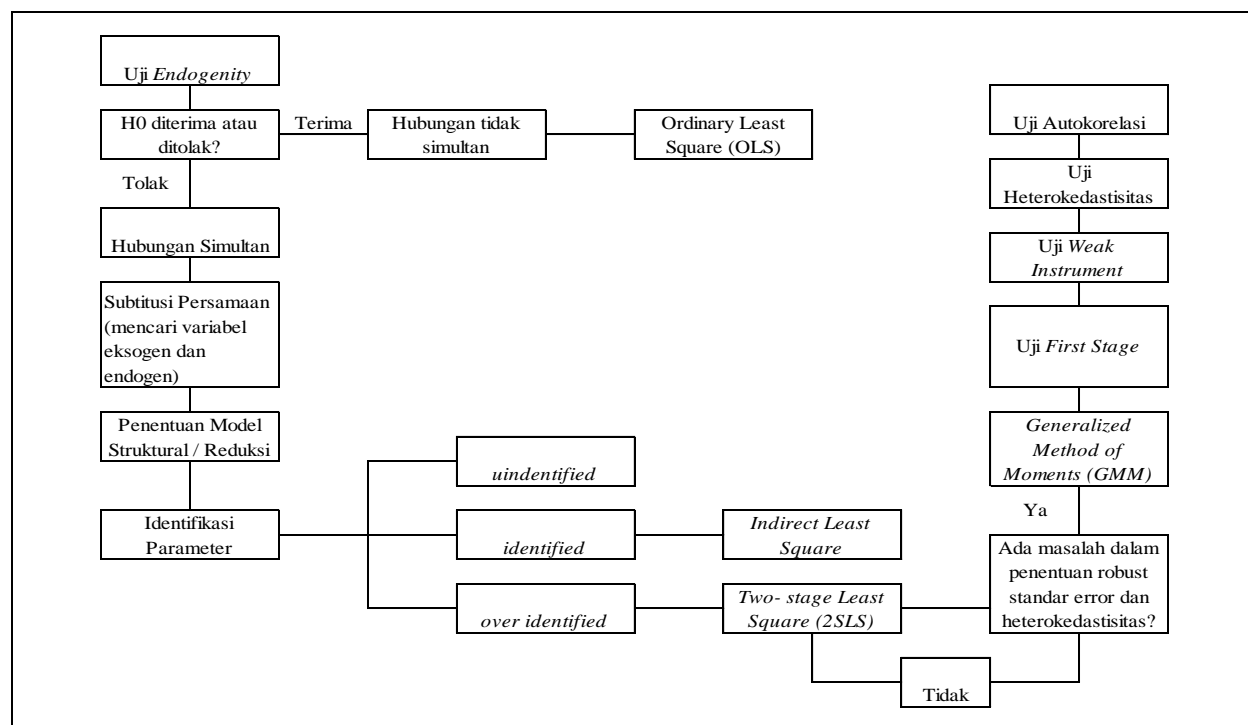 Uji Endogenity
H0 diterima atau
ditolak?
Terima
Hubungan tidak
simultan
Ordinary Least
Square (OLS)
Tolak
Hubungan Simultan
Subtitusi Persamaan
(mencari variabel
eksogen dan
endogen)
Penentuan Model
Struktural / Reduksi
Identifikasi
Parameter
uindentified
identified
Indirect Least
Square
over identified
Two- stage Least
Square (2SLS)
Uji Autokorelasi
Uji
Heterokedastisitas
Uji Weak
Instrument
Uji First Stage
Generalized
Method of
Moments (GMM)
Ya
Ada masalah dalam
penentuan robust
standar error dan
heterokedastisitas?
Tidak